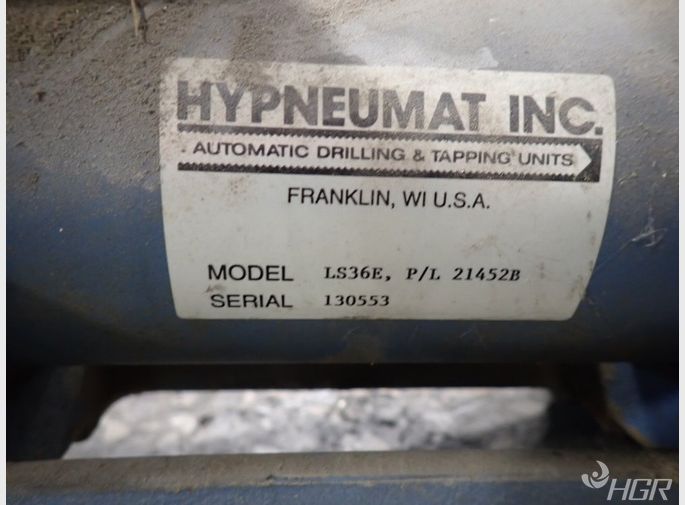 HYPNEUMAT INC.
AUTOMATIC DRILLING & TAPPING UNITS
FRANKLIN, WI U.S.A.
MODEL LS36E, P/L 21452B
SERIAL 130553
HGR